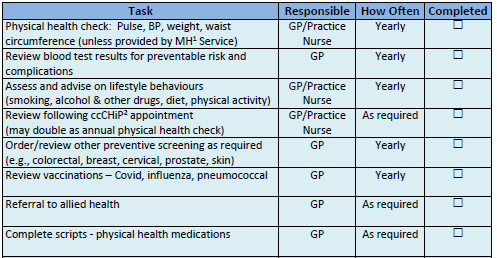 Task Responsible How Often Completed
Physical health check: Pulse, BP, weight, waist GP/Practice Yearly ☐
circumference (unless provided by MH¹ Service) Nurse
Review blood test results for preventable risk and GP Yearly ☐
complications
Assess and advise on lifestyle behaviours GP/Practice Yearly ☐
(smoking, alcohol & other drugs, diet, physical activity) Nurse
Review following ccCHiP² appointment GP/Practice As required ☐
(may double as annual physical health check) Nurse
Order/review other preventive screening as required GP Yearly ☐
(e.g., colorectal, breast, cervical, prostate, skin)
Review vaccinations – Covid, influenza, pneumococcal GP Yearly ☐
Referral to allied health GP As required ☐
Complete scripts - physical health medications GP As required ☐